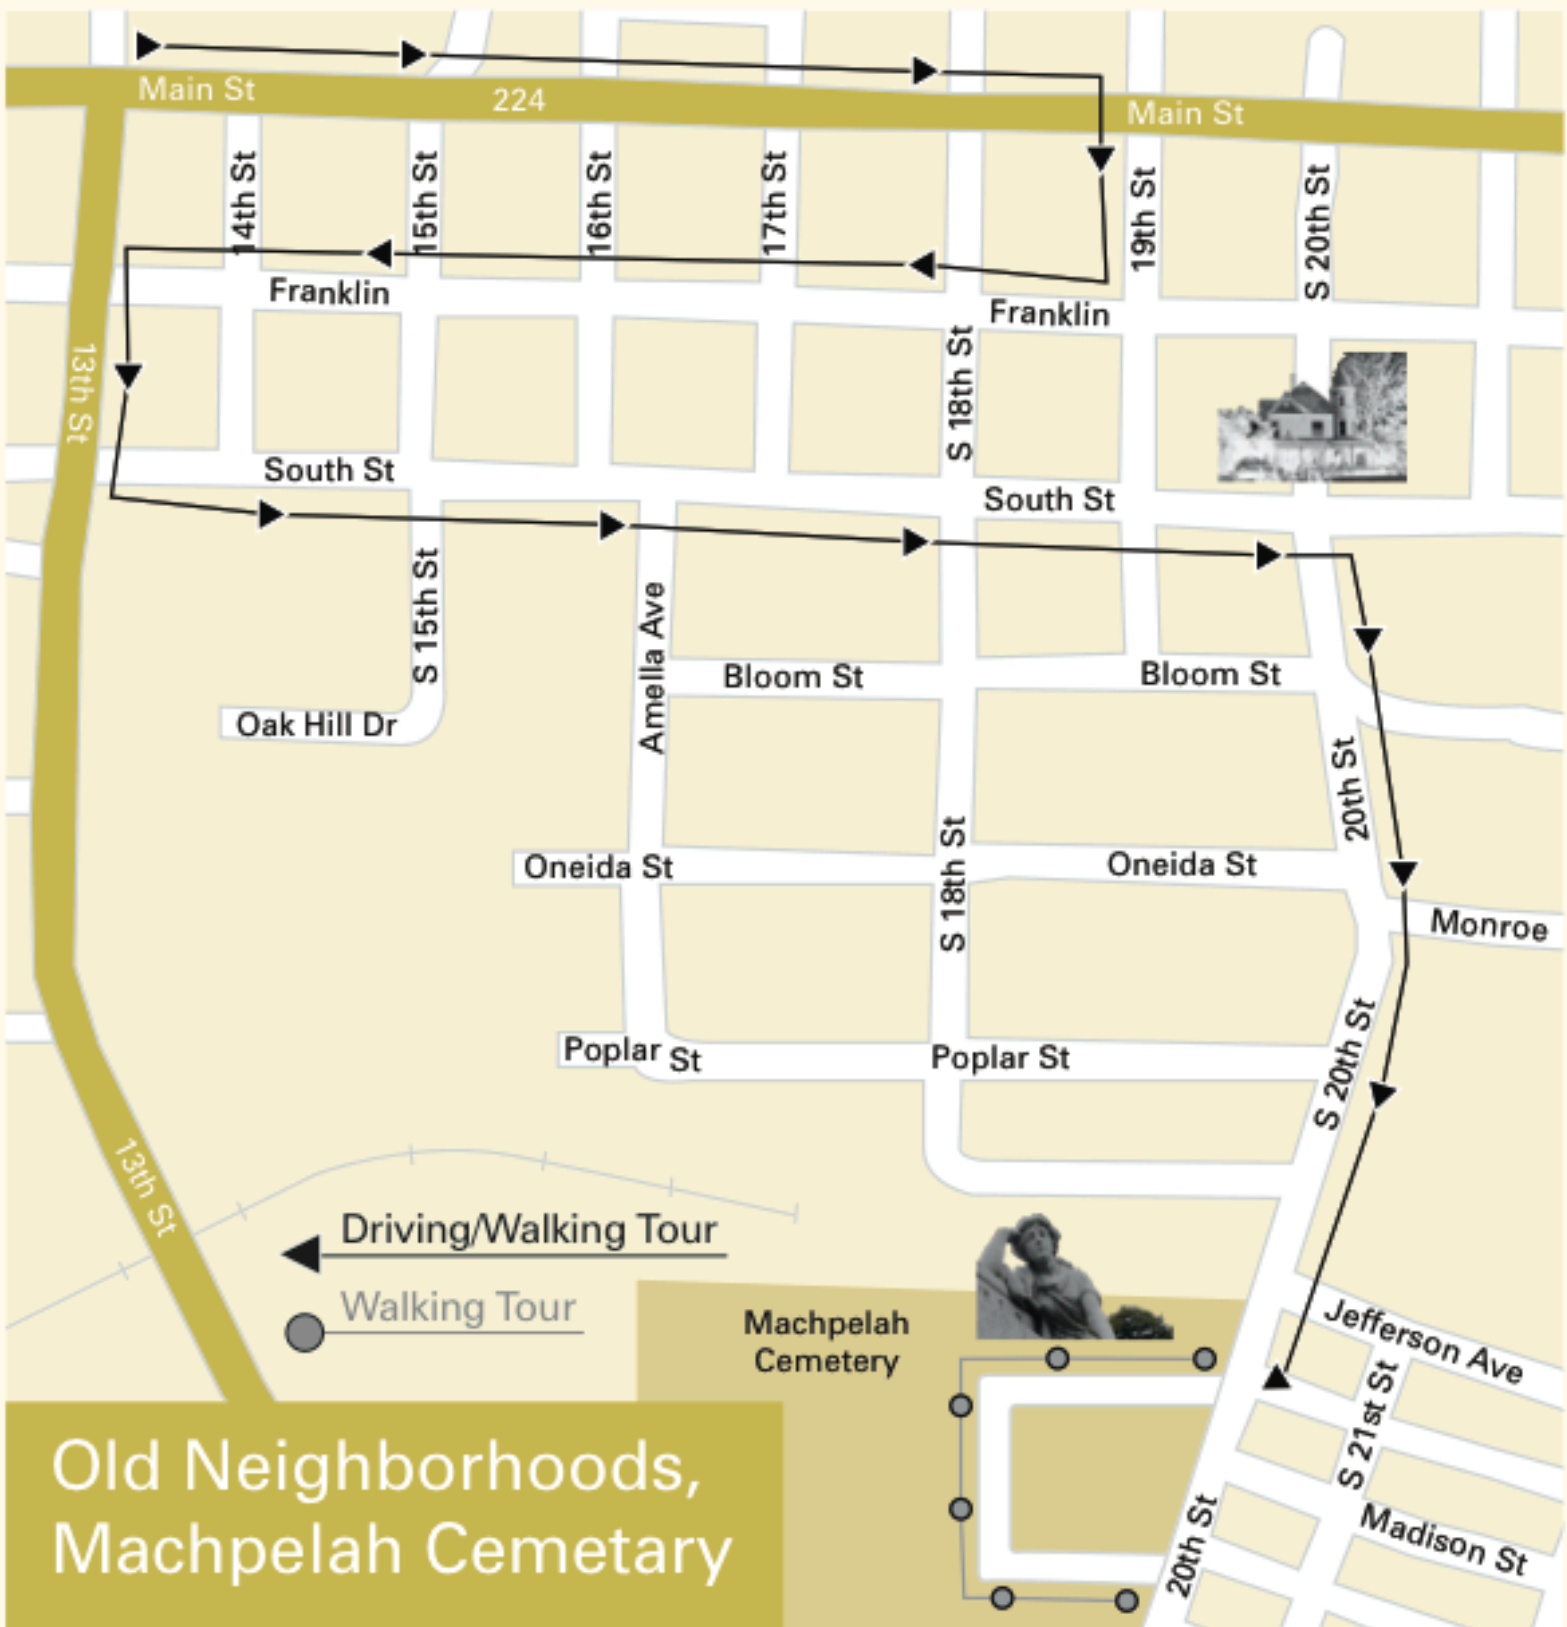 Main St
224
Main St
14th St
15th St
16th St
17th St
19th St
S 20th St
Franklin
Franklin
13th St
S 18th St
South St
South St
S 15th St
Amella Ave
Bloom St
Bloom St
Oak Hill Dr
20th St
Oneida St
S 18th St
Oneida St
Monroe
Poplar St
Poplar St
S 20th St
13th St
Driving/Walking Tour
Walking Tour
Machpelah
Cemetery
Jefferson Ave
S 21st St
Madison St
20th St
Old Neighborhoods,
Machpelah Cemetary